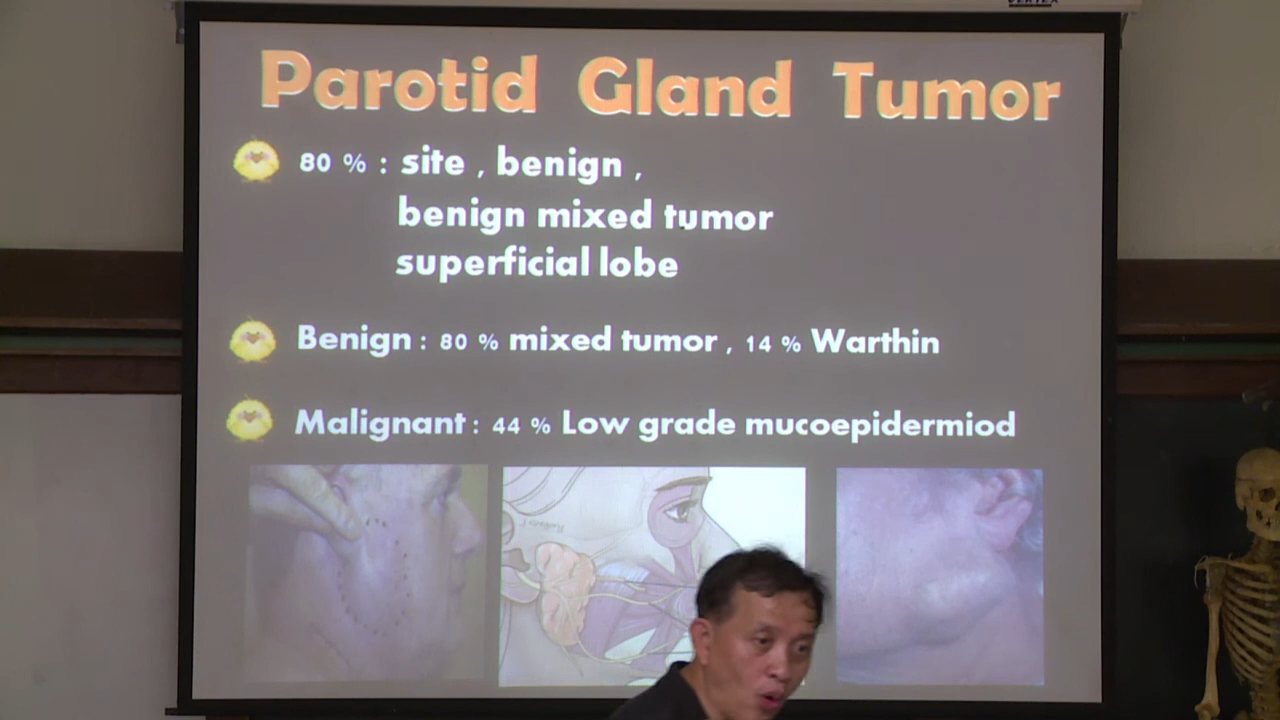 VERTEX
Parotid Gland Tumor
80 % : site , benign ,
benign mixed tumor
superficial lobe
Benign : 80 % mixed tumor , 14 % Warthin
Malignant : 44 % Low grade mucoepidermiod